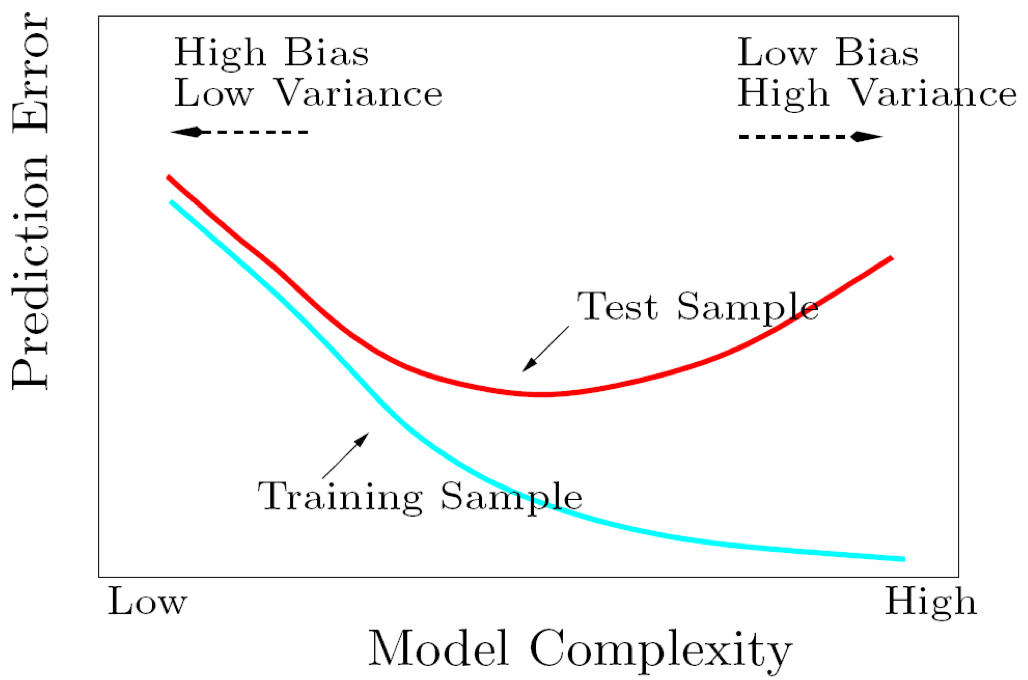 Prediction Error
High Bias
Low Variance
Low Bias
High Variance
Test Sample
Training Sample
Low
High
Model Complexity